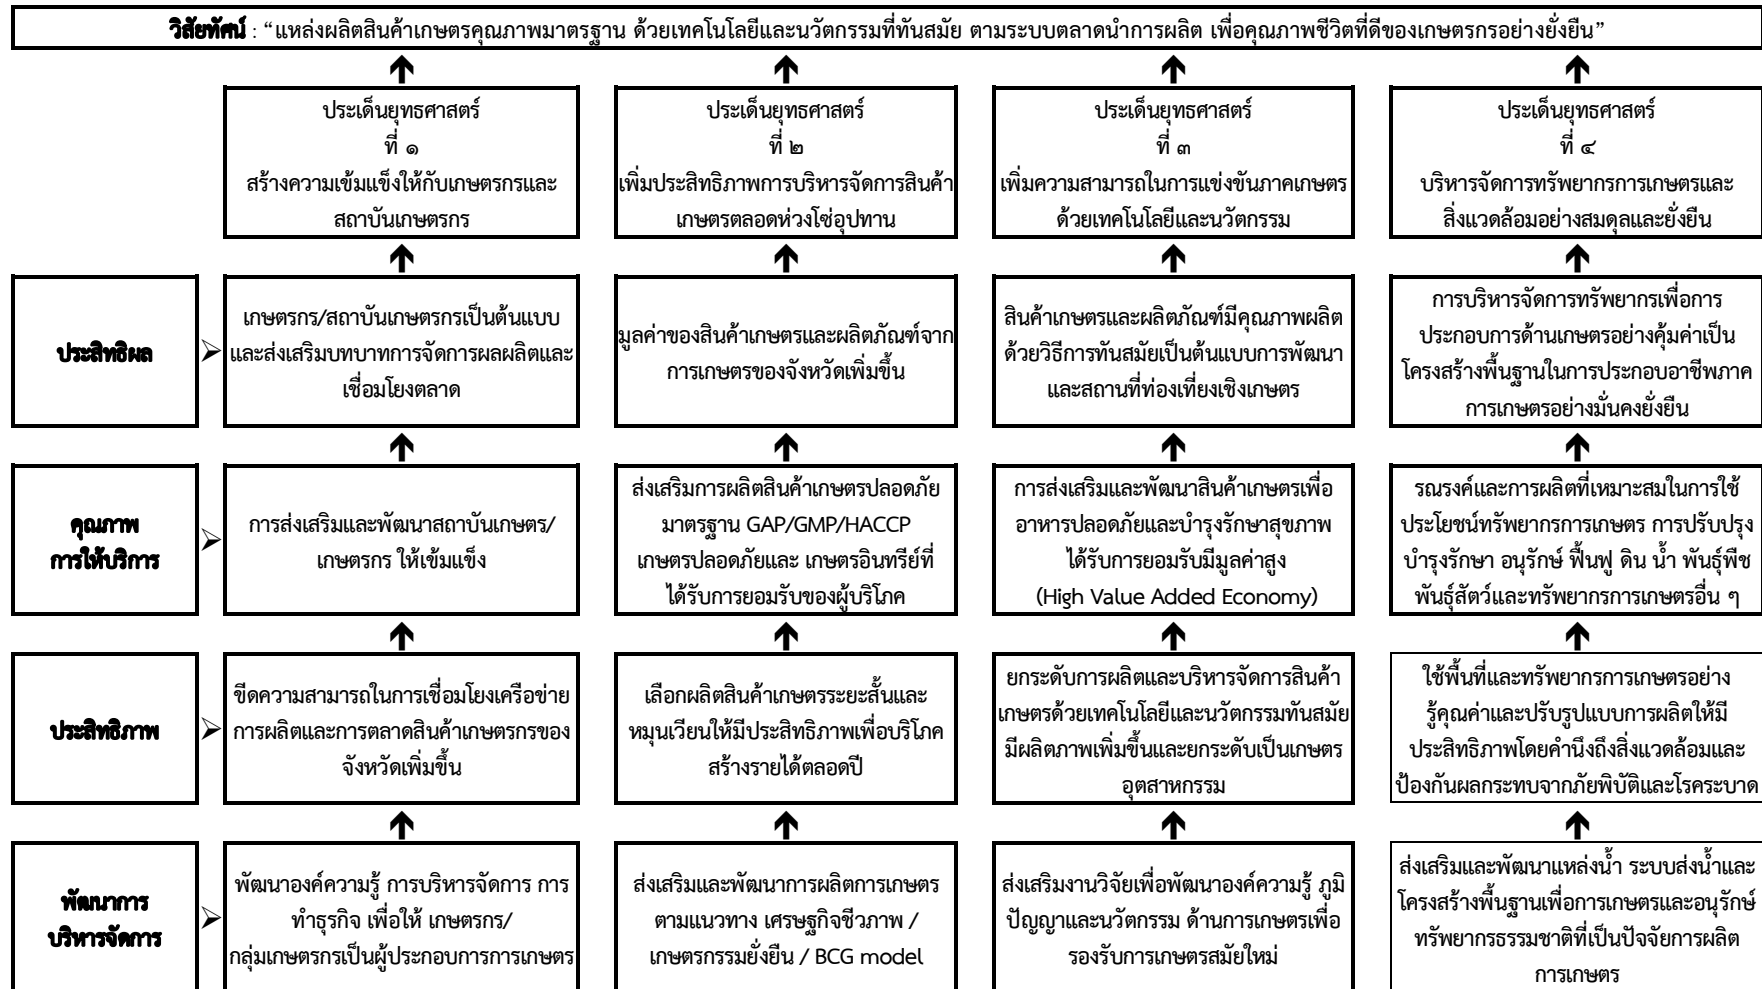 วิสัยทัศน์ : “แหล่งผลิตสินค้าเกษตรคุณภาพมาตรฐาน ด้วยเทคโนโลยีและนวัตกรรมที่ทันสมัย ตามระบบตลาดนำการผลิต เพื่อคุณภาพชีวิตที่ดีของเกษตรกรอย่างยั่งยืน”
ประเด็นยุทธศาสตร์
ที่ ๑
สร้างความเข้มแข็งให้กับเกษตรกรและ
สถาบันเกษตรกร
ประเด็นยุทธศาสตร์
ที่ ๒
เพิ่มประสิทธิภาพการบริหารจัดการสินค้า
เกษตรตลอดห่วงโซ่อุปทาน
ประเด็นยุทธศาสตร์
ที่ ๓
เพิ่มความสามารถในการแข่งขันภาคเกษตร
ด้วยเทคโนโลยีและนวัตกรรม
ประเด็นยุทธศาสตร์
ที่ ๔
บริหารจัดการทรัพยากรการเกษตรและ
สิ่งแวดล้อมอย่างสมดุลและยั่งยืน
ประสิทธิผล
เกษตรกร/สถาบันเกษตรกรเป็นต้นแบบ
และส่งเสริมบทบาทการจัดการผลผลิตและ
เชื่อมโยงตลาด
มูลค่าของสินค้าเกษตรและผลิตภัณฑ์จาก
การเกษตรของจังหวัดเพิ่มขึ้น
สินค้าเกษตรและผลิตภัณฑ์มีคุณภาพผลิต
ด้วยวิธีการทันสมัยเป็นต้นแบบการพัฒนา
และสถานที่ท่องเที่ยงเชิงเกษตร
การบริหารจัดการทรัพยากรเพื่อการ
ประกอบการด้านเกษตรอย่างคุ้มค่าเป็น
โครงสร้างพื้นฐานในการประกอบอาชีพภาค
การเกษตรอย่างมั่นคงยั่งยืน
คุณภาพ
การให้บริการ
การส่งเสริมและพัฒนาสถาบันเกษตร/
เกษตรกร ให้เข้มแข็ง
ส่งเสริมการผลิตสินค้าเกษตรปลอดภัย
มาตรฐาน GAP/GMP/HACCP
เกษตรปลอดภัยและ เกษตรอินทรีย์ที่
ได้รับการยอมรับของผู้บริโภค
การส่งเสริมและพัฒนาสินค้าเกษตรเพื่อ
อาหารปลอดภัยและบำรุงรักษาสุขภาพ
ได้รับการยอมรับมีมูลค่าสูง
(High Value Added Economy)
รณรงค์และการผลิตที่เหมาะสมในการใช้
ประโยชน์ทรัพยากรการเกษตร การปรับปรุง
บำรุงรักษา อนุรักษ์ ฟื้นฟู ดิน น้ำ พันธุ์พืช
พันธุ์สัตว์และทรัพยากรการเกษตรอื่น ๆ
ประสิทธิภาพ
ขีดความสามารถในการเชื่อมโยงเครือข่าย
การผลิตและการตลาดสินค้าเกษตรกรของ
จังหวัดเพิ่มขึ้น
เลือกผลิตสินค้าเกษตรระยะสั้นและ
หมุนเวียนให้มีประสิทธิภาพเพื่อบริโภค
สร้างรายได้ตลอดปี
ยกระดับการผลิตและบริหารจัดการสินค้า
เกษตรด้วยเทคโนโลยีและนวัตกรรมทันสมัย
มีผลิตภาพเพิ่มขึ้นและยกระดับเป็นเกษตร
อุตสาหกรรม
ใช้พื้นที่และทรัพยากรการเกษตรอย่าง
รู้คุณค่าและปรับรูปแบบการผลิตให้มี
ประสิทธิภาพโดยคำนึงถึงสิ่งแวดล้อมและ
ป้องกันผลกระทบจากภัยพิบัติและโรคระบาด
พัฒนาการ
บริหารจัดการ
พัฒนาองค์ความรู้ การบริหารจัดการ การ
ทำธุรกิจ เพื่อให้ เกษตรกร/
กลุ่มเกษตรกรเป็นผู้ประกอบการการเกษตร
ส่งเสริมและพัฒนาการผลิตการเกษตร
ตามแนวทาง เศรษฐกิจชีวภาพ /
เกษตรกรรมยั่งยืน / BCG model
ส่งเสริมงานวิจัยเพื่อพัฒนาองค์ความรู้ ภูมิ
ปัญญาและนวัตกรรม ด้านการเกษตรเพื่อ
รองรับการเกษตรสมัยใหม่
ส่งเสริมและพัฒนาแหล่งน้ำ ระบบส่งน้ำและ
โครงสร้างพื้นฐานเพื่อการเกษตรและอนุรักษ์
ทรัพยากรธรรมชาติที่เป็นปัจจัยการผลิต
การเกษตร